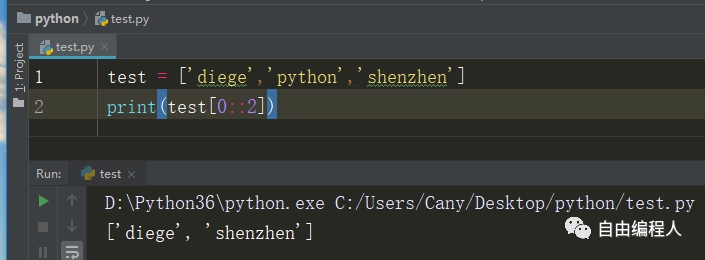 python
test.py
test.py
1: Project
1 test = ['diege','python','shenzhen']
2 print(test[0::2])
Run: test
D:\Python36\python.exe C:/Users/Cany/Desktop/python/test.py
['diege', 'shenzhen']
自由编程人